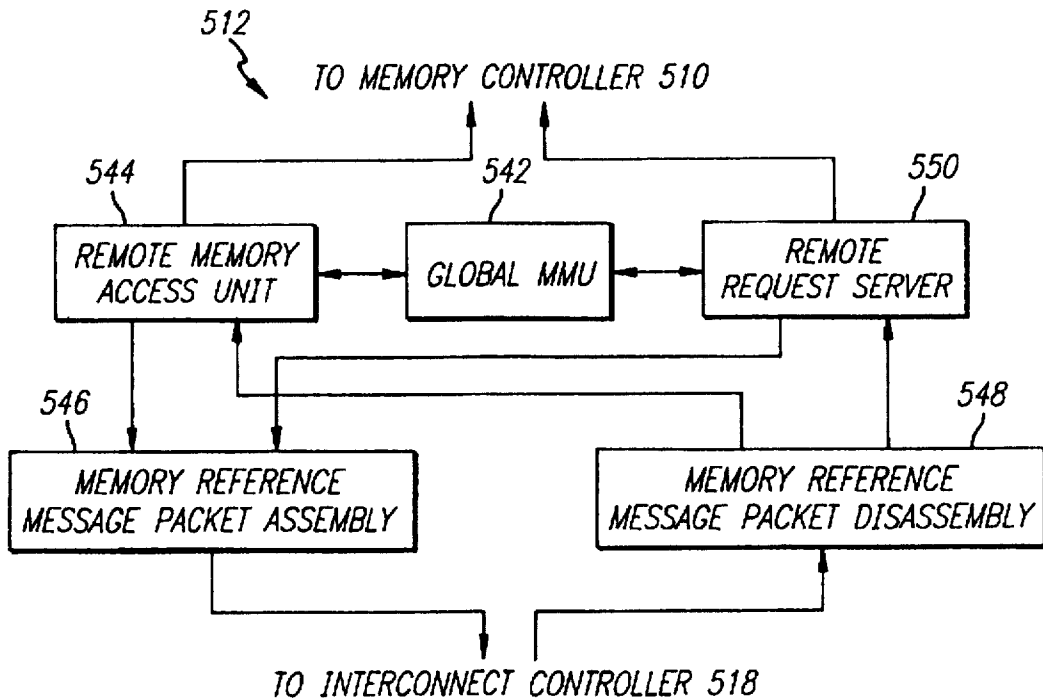 512
TO MEMORY CONTROLLER 510
544
542
550
REMOTE MEMORY
ACCESS UNIT
GLOBAL MMU
REMOTE
REQUEST SERVER
546
548
MEMORY REFERENCE
MESSAGE PACKET ASSEMBLY
MEMORY REFERENCE
MESSAGE PACKET DISASSEMBLY
TO INTERCONNECT CONTROLLER 518